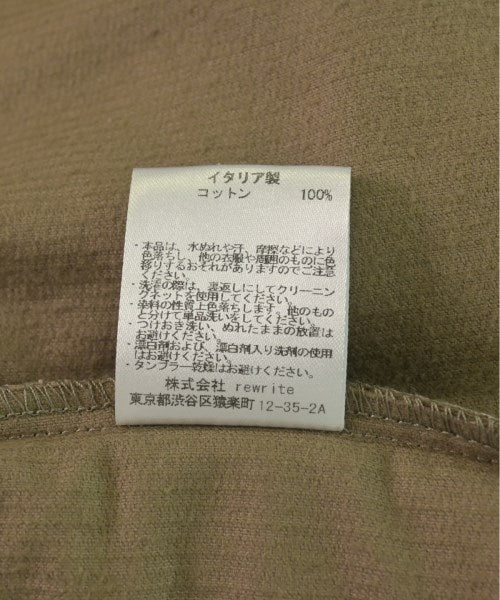 イタリア製
コットン 100%
・本品は、水ぬれや汗、摩擦などにより
色落ちし、他の衣服や周囲のものに色
移りするおそれがありますのでご注意
ください。
・洗濯の際は、裏返しにしてクリーニン
グネットを使用してください。
・染料の性質上色落ちします。他のもの
と分けて単品洗いをしてください。
・つけおき洗い、ぬれたままの放置は
お避けください。
・漂白剤および、漂白剤入り洗剤の使用
はお避けください。
・タンブラー乾燥はお避けください。
株式会社 rewrite
東京都渋谷区猿楽町 12-35-2A